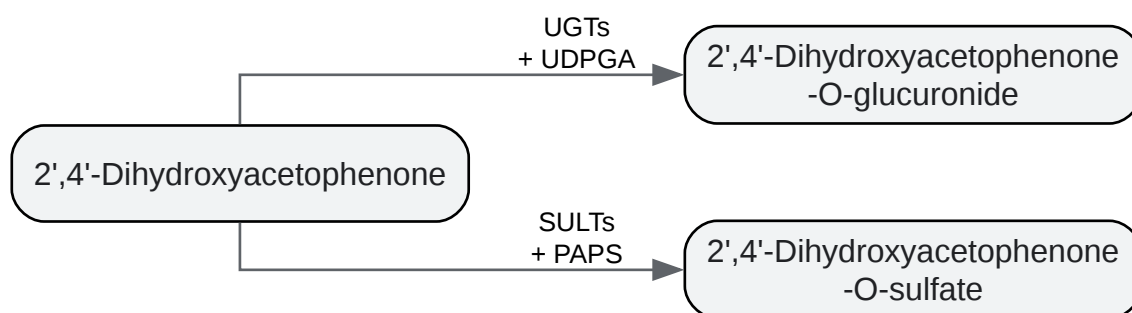 UGTs
+ UDPGA
2',4'-Dihydroxyacetophenone
-O-glucuronide
2',4'-Dihydroxyacetophenone
SULTs
+ PAPS
2',4'-Dihydroxyacetophenone
-O-sulfate